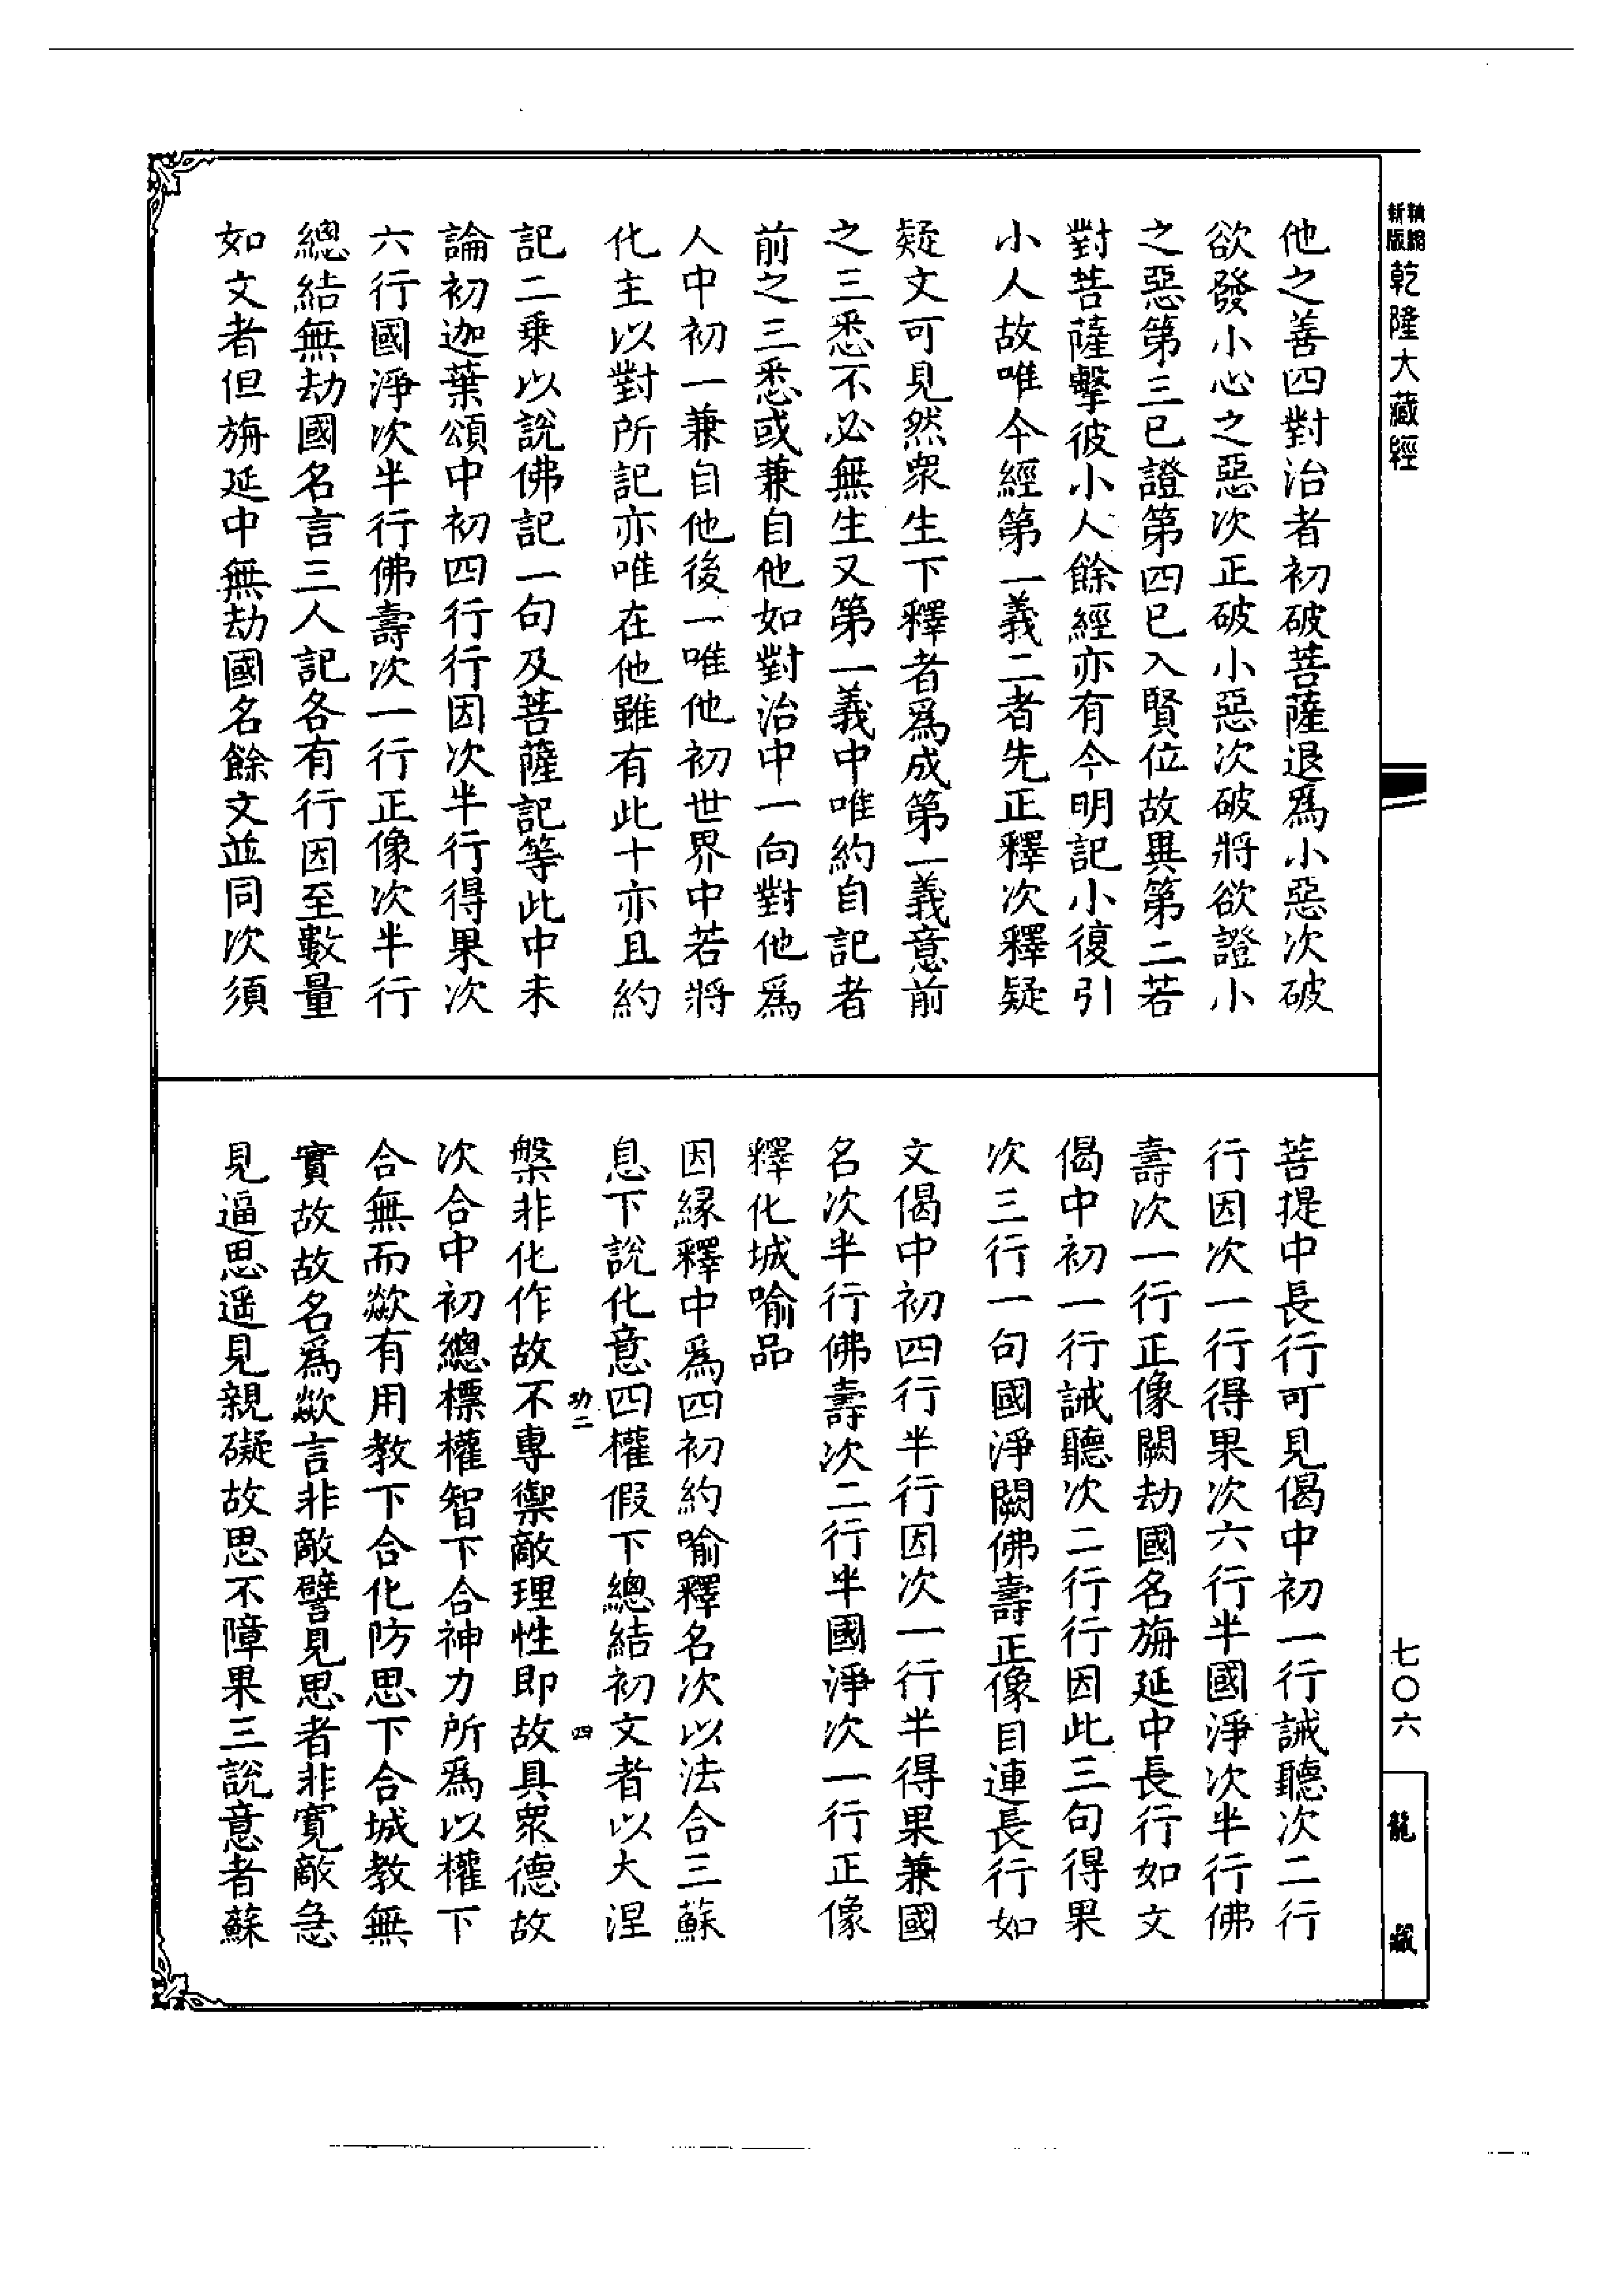 新編
新版
乾隆大藏經
他之善四對治者初破菩薩退爲小惡次破
欲發小心之惡次正破小惡次破將欲證小
之惡第三已證第四已入賢位故異第二若
對菩薩擊彼小人餘經亦有今明記小復引
小人故唯今經第一義二者先正釋次釋疑
疑文可見然衆生下釋者爲成第一義意前
之三悉不必無生又第一義中唯約自記者
前之三悉或兼自他如對治中一向對他爲
人中初一兼自他後一唯他初世界中若將
化主以對所記亦唯在他雖有此十亦且約
記二乗以說佛記一句及菩薩記等此中未
論初迦葉頌中初四行行因次半行得果次
六行國淨次半行佛壽次一行正像次半行
總結無劫國名言三人記各有行因至數量
如文者但旃延中無劫國名餘文並同次須
菩提中長行可見偈中初一行誡聽次二行
行因次一行得果次六行半國淨次半行佛
壽次一行正像闕劫國名旃延中長行如文
偈中初一行誡聽次二行行因此三句得果
次三行一句國淨闕佛壽正像目連長行如
文偈中初四行半行因次一行半得果兼國
名次半行佛壽次二行半國淨次一行正像
釋化城喻品
因縁釋中爲四初約喻釋名次以法合三蘇
息下說化意四權假下總結初文者以大涅
功二
四
槃非化作故不專禦敵理性即故具衆德故
次合中初總標權智下合神力所爲以權下
合無而歘有用教下合化防思下合城教無
實故故名爲歘言非敵譬見思者非寬敵急
見逼思遥見親礙故思不障果三說意者蘇
七〇六
龍藏